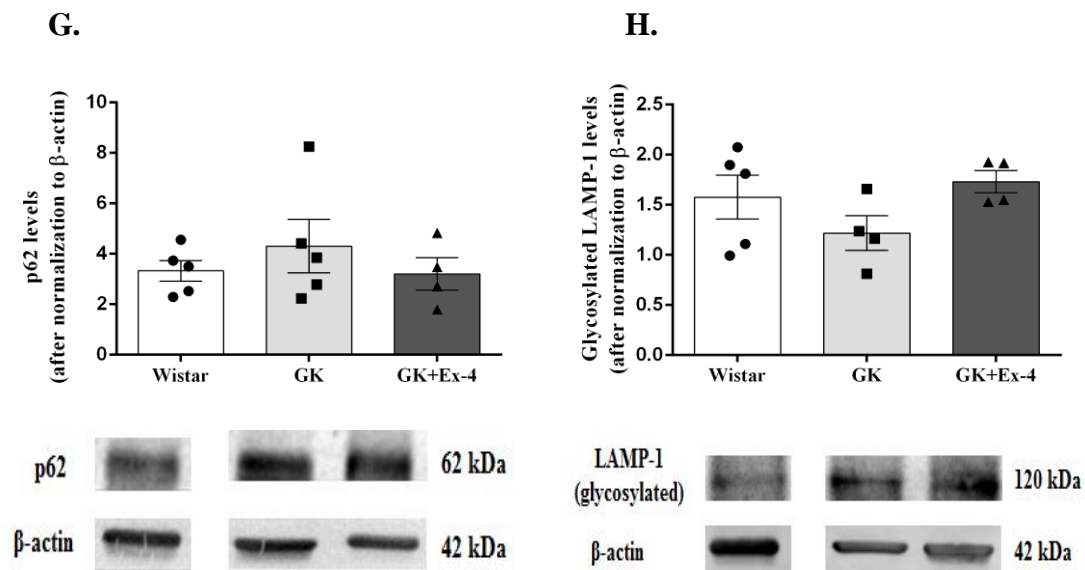 G.
p62 levels
(after normalization to β-actin)
10
8
6
4
2
0
Wistar GK GK+Ex-4
p62 62 kDa
β-actin 42 kDa
H.
Glycosylated LAMP-1 levels
(after normalization to β-actin)
2.5
2.0
1.5
1.0
0.5
0.0
Wistar GK GK+Ex-4
LAMP-1
(glycosylated) 120 kDa
β-actin 42 kDa